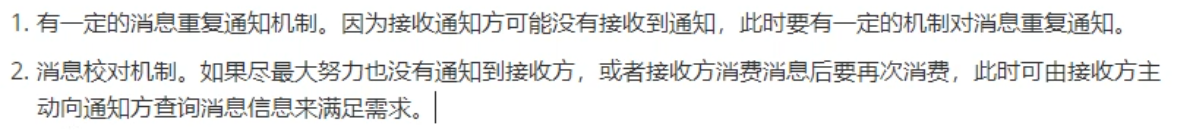 1. 有一定的消息重复通知机制。因为接收通知方可能没有接收到通知，此时要有一定的机制对消息重复通知。
2. 消息校对机制。如果尽最大努力也没有通知到接收方，或者接收方消费消息后要再次消费，此时可由接收方主
动向通知方查询消息信息来满足需求。